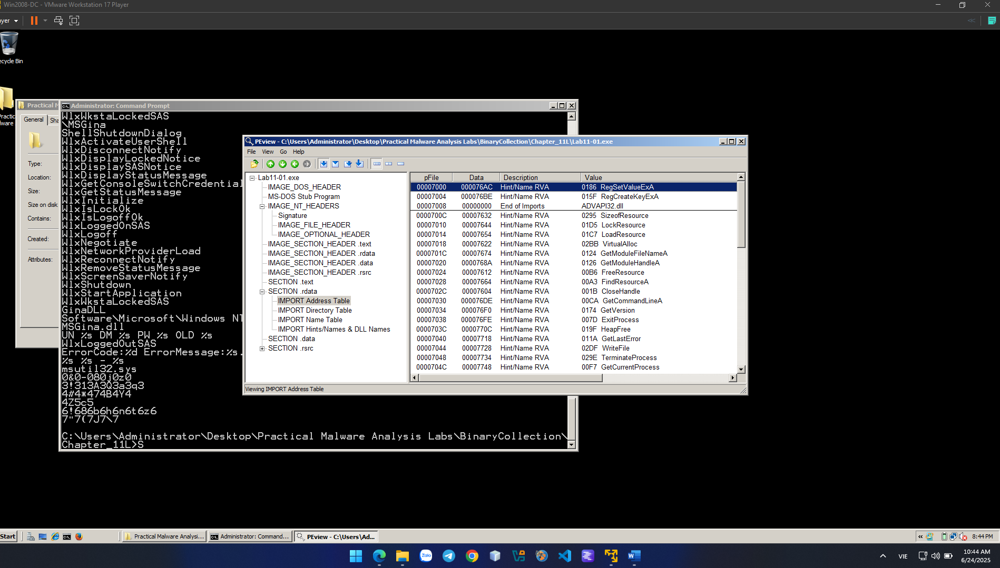 Win2008-DC - VMware Workstation 17 Player
ayer
ecycle Bin
Practic
lware
Practical M
General
Sha
Type:
Location:
Size:
Size on disk
Contains:
Created:
Attributes:
Administrator: Command Prompt
WlxWkstaLockedSAS
\MSGina
ShellShutdownDialog
WlxActivateUserShell
WlxDisconnectNotify
WlxDisplayLockedNotice
WlxDisplaySASNotice
WlxDisplayStatusMessage
WlxGetConsoleSwitchCredential
WlxGetStatusMessage
WlxInitialize
WlxIsLockOk
WlxIsLogoffOk
WlxLoggedOnSAS
WlxLogoff
WlxNegotiate
WlxNetworkProviderLoad
WlxReconnectNotify
WlxRemoveStatusMessage
WlxScreenSaverNotify
WlxShutdown
WlxStartApplication
WlxWkstaLockedSAS
GinaDLL
Software\Microsoft\Windows NT
MSGina.dll
UN %s DM %s PW %s OLD %s
WlxLoggedOutSAS
ErrorCode:%d ErrorMessage:%s.
%s %s - %s
msutil32.sys
0&0-080j0z0
3!313A3Q3a3q3
4#4*474B4Y4
4Z5c5
6!686b6h6n6t6z6
7"7(7J7\7
C:\Users\Administrator\Desktop\Practical Malware Analysis Labs\BinaryCollection\
Chapter_11L>S
PEview - C:\Users\Administrator\Desktop\Practical Malware Analysis Labs\BinaryCollection\Chapter_11L\Lab11-01.exe
File View Go Help
Lab11-01.exe
IMAGE_DOS_HEADER
MS-DOS Stub Program
IMAGE_NT_HEADERS
Signature
IMAGE_FILE_HEADER
IMAGE_OPTIONAL_HEADER
IMAGE_SECTION_HEADER .text
IMAGE_SECTION_HEADER .rdata
IMAGE_SECTION_HEADER .data
IMAGE_SECTION_HEADER .rsrc
SECTION .text
SECTION .rdata
IMPORT Address Table
IMPORT Directory Table
IMPORT Name Table
IMPORT Hints/Names & DLL Names
SECTION .data
SECTION .rsrc
pFile Data Description Value
00007000 000076AC Hint/Name RVA 0186 RegSetValueExA
00007004 000076BE Hint/Name RVA 015F RegCreateKeyExA
00007008 00000000 End of Imports ADVAPI32.dll
0000700C 00007632 Hint/Name RVA 0295 SizeofResource
00007010 00007644 Hint/Name RVA 01D5 LockResource
00007014 00007654 Hint/Name RVA 01C7 LoadResource
00007018 00007622 Hint/Name RVA 02BB VirtualAlloc
0000701C 00007674 Hint/Name RVA 0124 GetModuleFileNameA
00007020 0000768A Hint/Name RVA 0126 GetModuleHandleA
00007024 00007612 Hint/Name RVA 00B6 FreeResource
00007028 00007664 Hint/Name RVA 00A3 FindResourceA
0000702C 00007604 Hint/Name RVA 001B CloseHandle
00007030 000076DE Hint/Name RVA 00CA GetCommandLineA
00007034 000076F0 Hint/Name RVA 0174 GetVersion
00007038 000076FE Hint/Name RVA 007D ExitProcess
0000703C 0000770C Hint/Name RVA 019F HeapFree
00007040 00007718 Hint/Name RVA 011A GetLastError
00007044 00007728 Hint/Name RVA 02DF WriteFile
00007048 00007734 Hint/Name RVA 029E TerminateProcess
0000704C 00007748 Hint/Name RVA 00F7 GetCurrentProcess
Viewing IMPORT Address Table
Start
Practical Malware Analysi...
Administrator: Command...
PEview - C:\Users\Ad...
8:44 PM
Zalo
VIE
10:44 AM
6/24/2025